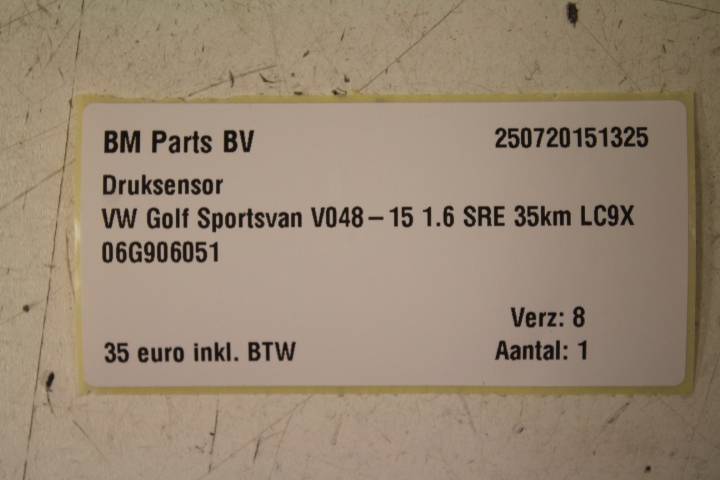 BM Parts BV 250720151325
Druksensor
VW Golf Sportsvan V048-15 1.6 SRE 35km LC9X
06G906051
Verz: 8
35 euro inkl. BTW Aantal: 1